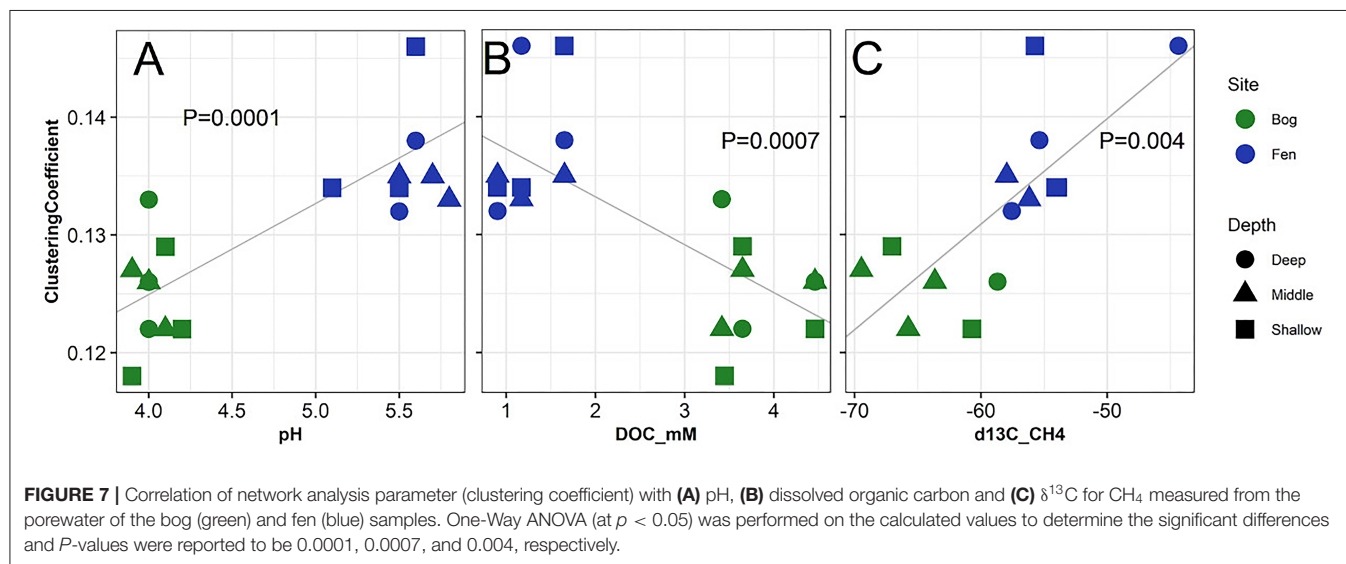 A
B
C
P=0.0001
P=0.0007
P=0.004
ClusteringCoefficient
0.14
0.13
0.12
4.0 4.5 5.0 5.5
pH
1 2 3 4
DOC_mM
-70 -60 -50
d13C_CH4
Site
Bog
Fen
Depth
Deep
Middle
Shallow
FIGURE 7 | Correlation of network analysis parameter (clustering coefficient) with (A) pH, (B) dissolved organic carbon and (C) δ¹³C for CH₄ measured from the
porewater of the bog (green) and fen (blue) samples. One-Way ANOVA (at p < 0.05) was performed on the calculated values to determine the significant differences
and P-values were reported to be 0.0001, 0.0007, and 0.004, respectively.